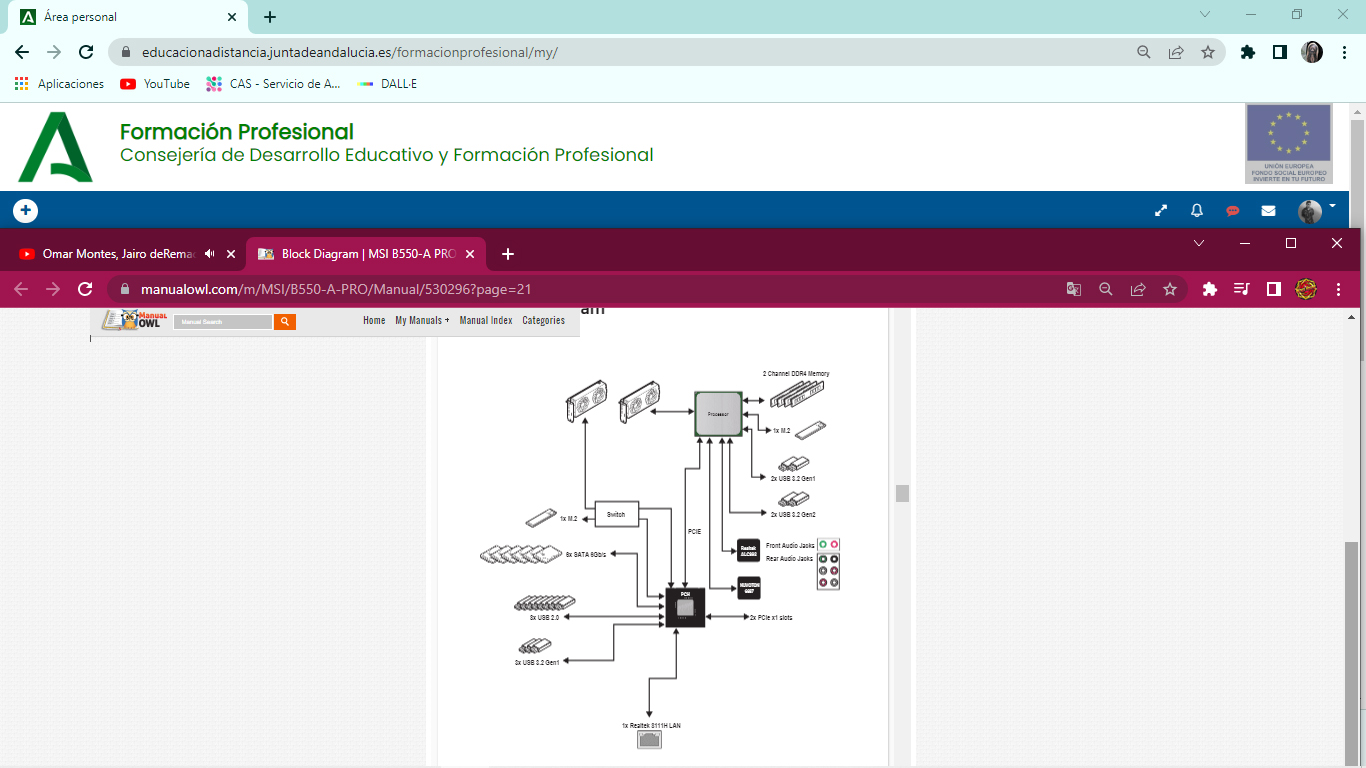 Área personal
educacionadistancia.juntadeandalucia.es/formacionprofesional/my/
Aplicaciones
YouTube
CAS - Servicio de A...
DALL·E
Formación Profesional
Consejería de Desarrollo Educativo y Formación Profesional
UNIÓN EUROPEA
FONDO SOCIAL EUROPEO
INVIERTE EN TU FUTURO
Omar Montes, Jairo deRema
Block Diagram | MSI B550-A PRO
manualowl.com/m/MSI/B550-A-PRO/Manual/530296?page=21
Manual
OWL
Manual Search
Home
My Manuals +
Manual Index
Categories
am
2 Channel DDR4 Memory
Processor
1x M.2
2x USB 3.2 Gen1
2x USB 3.2 Gen2
Switch
1x M.2
PCIE
Realtek
Front Audio Jacks
Rear Audio Jacks
6x SATA 6Gb/s
NUVOTON
PCH
8x USB 2.0
2x PCIe x1 slots
3x USB 3.2 Gen1
1x Realtek 8111H LAN